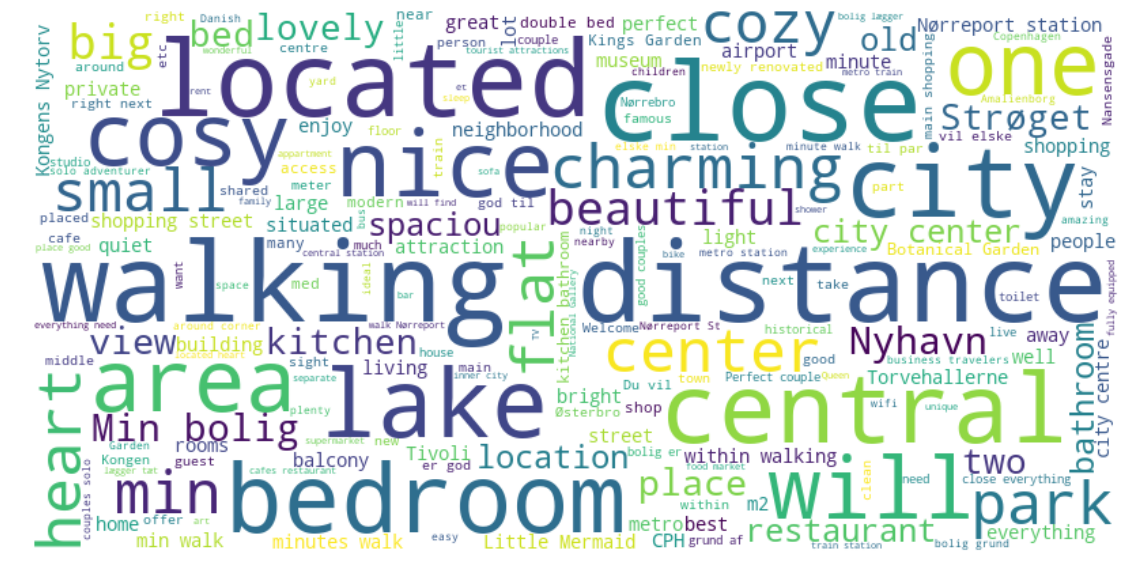 right
Danish
near
great
double bed
perfect
cozy
bolig lægger
Nørreport station
big
bed
lovely
little
wonderful
centre
etc
person
lot
couple
tourist attractions
Kings Garden
museum
airport
old
minute
Copenhagen
metro train
around
private
right next
yard
rent
located
et
sleep
children
newly renovated
close
one
Kongens Nytorv
Nørrebro
famous
main shopping
Amalienborg
Strøget
Nansensgade
cosy
enjoy
floor
neighborhood
elske min
station
minute walk
til par
vil elske
shopping
studio
solo adventurer
appartment
access
train
sofa
nice
charming
city
part
stay
small
shared
family
meter
large
modern
will find
god til
beautiful
shower
amazing
placed
shopping street
situated
bus
spaciou
popular
light
city center
people
cafe
place good
quiet
many
much
central station
attraction
night
nearby
good couples
bike
metro station
experience
Botanical Garden
want
space
med
ideal
bar
flat
kitchen bathroom
National Gallery
next
take
toilet
fully equipped
walking
distance
everything need
around corner
walk Nørreport
TV
Welcome
Nørreport St
historical
live
away
view
building
located heart
kitchen
house
center
good
Nyhavn
business travelers
well
bathroom
city centre
middle
sight
separate
living
main
inner city
town
Perfect couple
Queen
Torvehallerne
heart
area
plenty
lake
bright
Østerbro
Du vil
shop
wifi
unique
central
Min bolig
supermarket
new
street
Garden
Kongen
rooms
Tivoli
bolig er
within walking
two
lægger tæt
guest
cafes restaurant
balcony
er god
location
food market
clean
need
close everything
couples solo
min
bedroom
place
within
m2
will
park
home
offer
art
metro
best
restaurant
everything
min walk
minutes walk
easy
Little Mermaid
CPH
grund af
train station
bolig grund